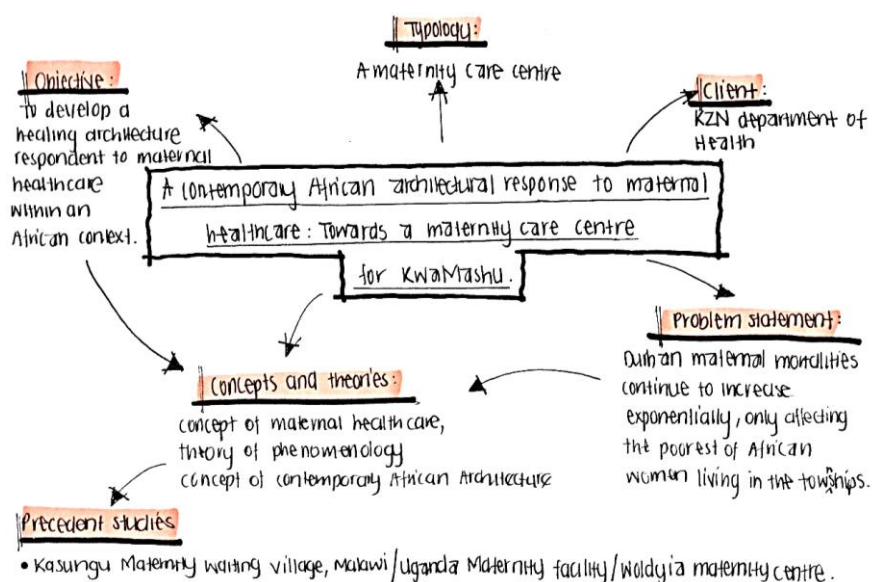 Typology:
A maternity care centre
Objective:
To develop a
healing architecture
respondent to maternal
healthcare
within an
African context.
Client:
KZN department of
Health
A contemporary African architectural response to maternal
healthcare: Towards a maternity care centre
for KwaMashu.
Problem statement:
Durban maternal mortalities
continue to increase
exponentially, only affecting
the poorest of African
women living in the townships.
Concepts and theories:
concept of maternal healthcare,
theory of phenomenology
concept of contemporary African Architecture
Precedent studies
• Kasungu Maternity waiting village, Malawi/Uganda Maternity facility/Woldyia maternity centre.